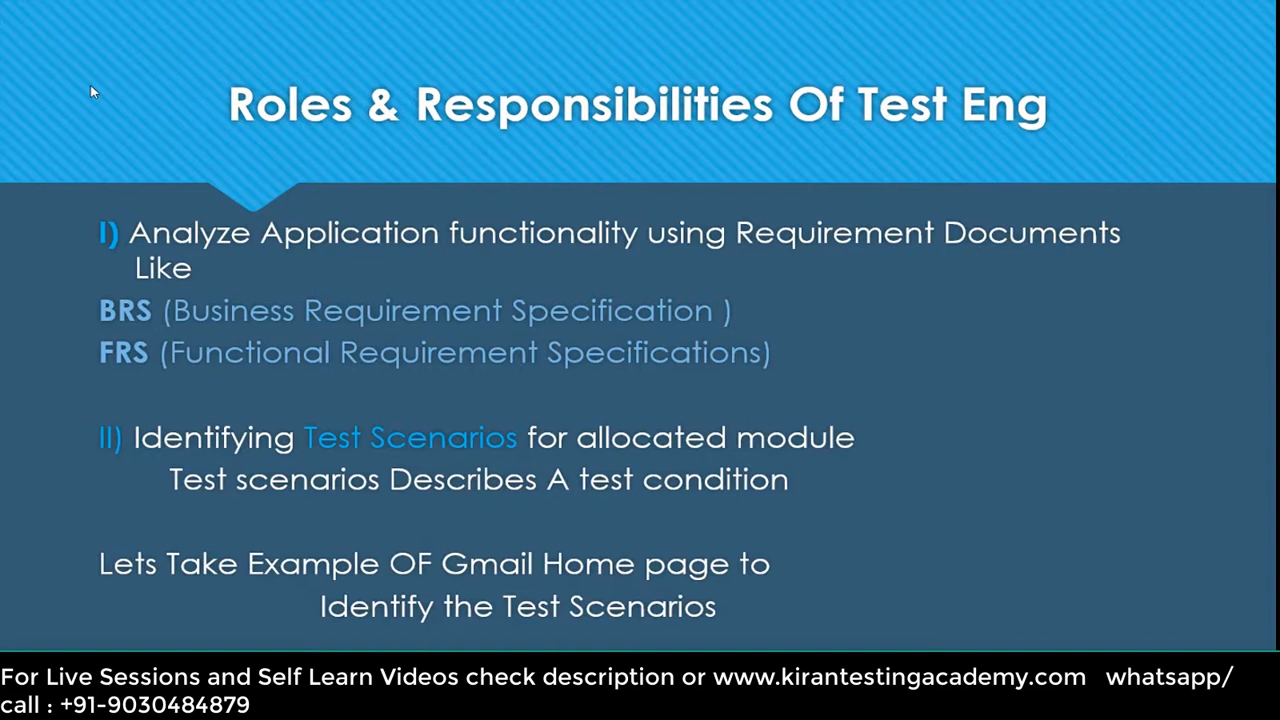 Roles & Responsibilities Of Test Eng
I) Analyze Application functionality using Requirement Documents
Like
BRS (Business Requirement Specification )
FRS (Functional Requirement Specifications)
II) Identifying Test Scenarios for allocated module
Test scenarios Describes A test condition
Lets Take Example OF Gmail Home page to
Identify the Test Scenarios
For Live Sessions and Self Learn Videos check description or www.kirantestingacademy.com whatsapp/
call : +91-9030484879